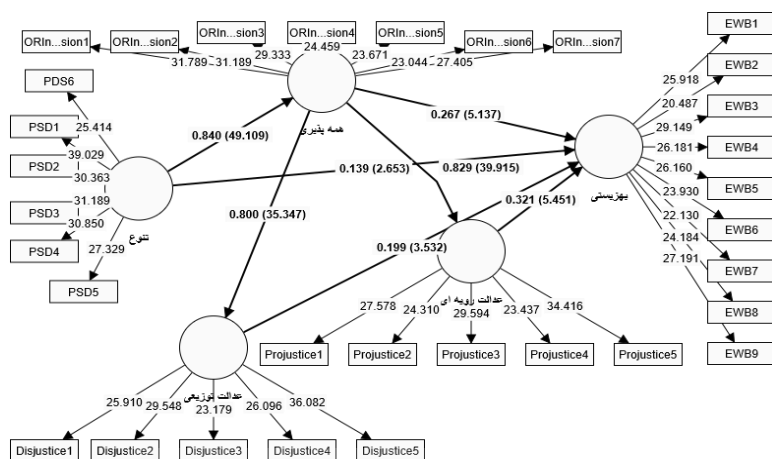 ORIn...sion1
ORIn...sion2
ORIn...sion3
ORIn...sion4
ORIn...sion5
ORIn...sion6
ORIn...sion7
31.789
31.189
29.333
24.459
23.671
23.044
27.405
همه پذیری
PDS6
PSD1
PSD2
PSD3
PSD4
PSD5
25.414
39.029
30.363
31.189
30.850
27.329
تنوع
0.840 (49.109)
0.267 (5.137)
0.139 (2.653)
0.829 (39.915)
0.800 (35.347)
0.321 (5.451)
0.199 (3.532)
EWB1
EWB2
EWB3
EWB4
EWB5
EWB6
EWB7
EWB8
EWB9
25.918
20.487
29.149
26.181
26.160
23.930
22.130
24.184
27.191
بهزیستی
عدالت رویه ای
27.578
24.310
29.594
23.437
34.416
Projustice1
Projustice2
Projustice3
Projustice4
Projustice5
عدالت توزیعی
25.910
29.548
23.179
26.096
36.082
Disjustice1
Disjustice2
Disjustice3
Disjustice4
Disjustice5